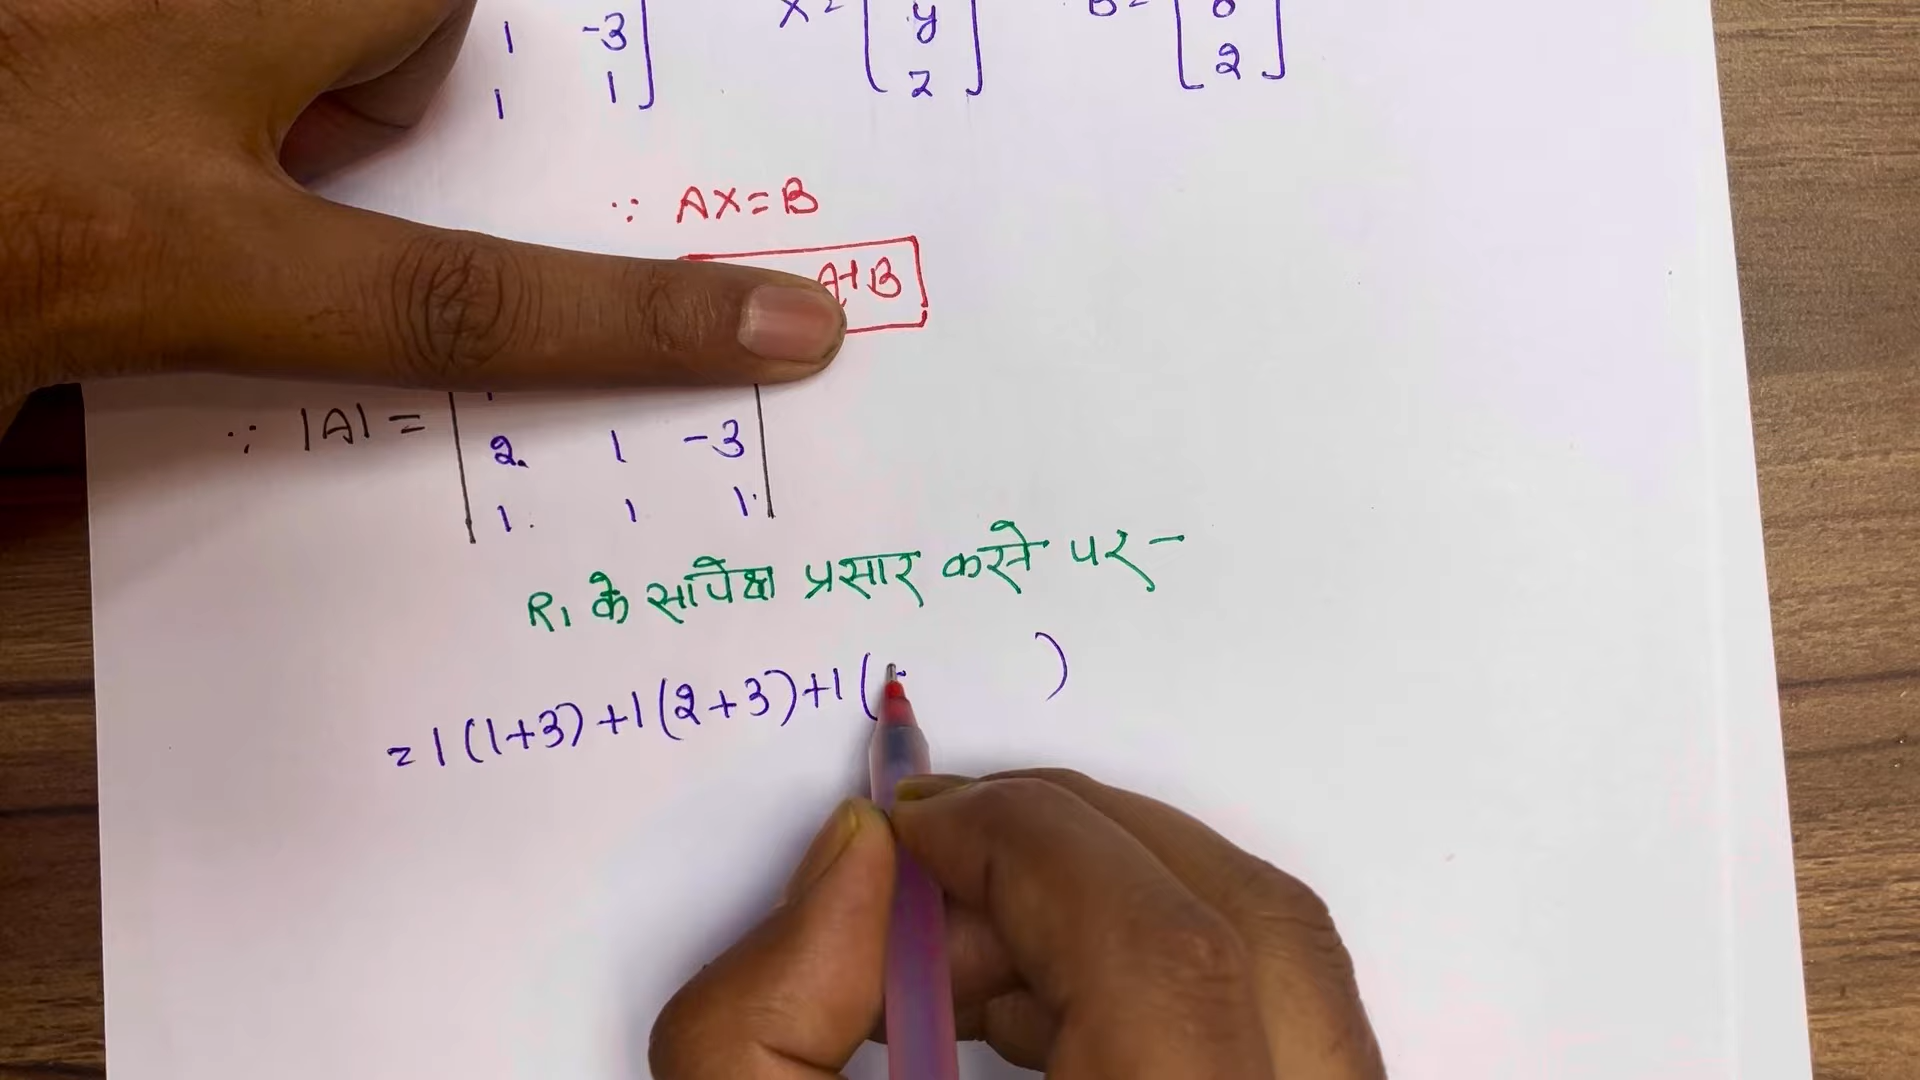 1 -3 X = y B =
1 1 z 2
∵ AX = B
A⁻¹B
∵ |A| =
2 1 -3
1 1 1
R₁ के सापेक्ष प्रसार करने पर -
= 1(1+3) +1(2+3)+1( )